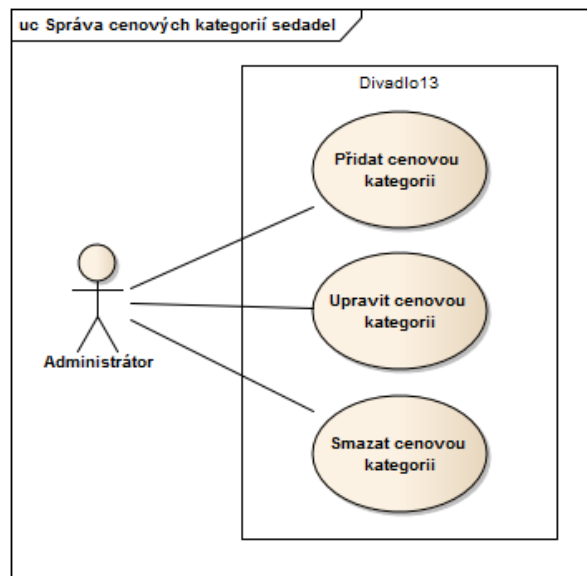 uc Správa cenových kategorií sedadel
Divadlo13
Přidat cenovou
kategorii
Upravit cenovou
kategorii
Administrátor
Smazat cenovou
kategorii